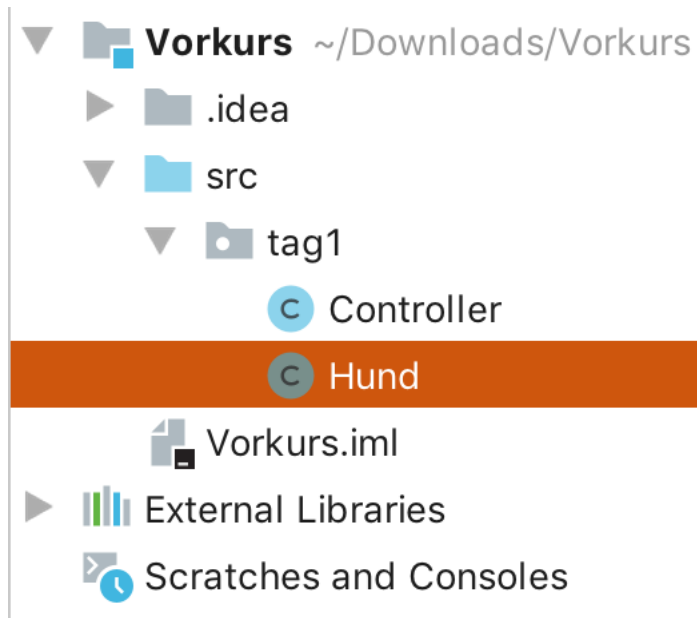 Vorkurs ~/Downloads/Vorkurs
.idea
src
tag1
C Controller
C Hund
Vorkurs.iml
External Libraries
Scratches and Consoles